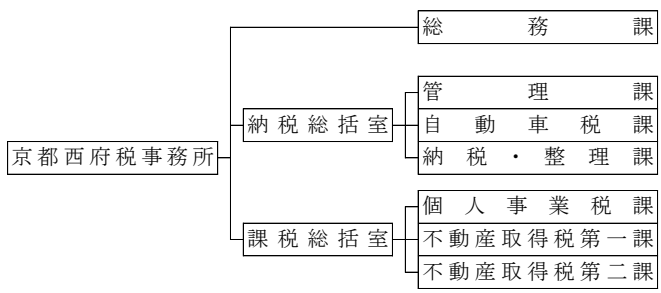 総務課
管理課
納税総括室
自動車税課
京都西府税事務所
納税・整理課
個人事業税課
課税総括室
不動産取得税第一課
不動産取得税第二課